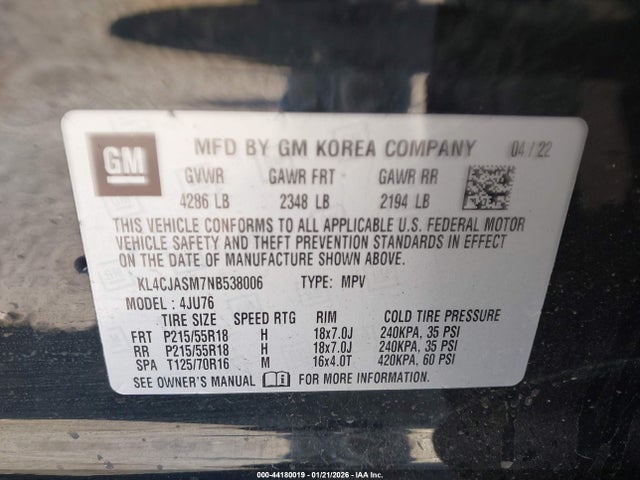 GM MFD BY GM KOREA COMPANY 04 / 22
GVWR GAWR FRT GAWR RR
4286 LB 2348 LB 2194 LB
THIS VEHICLE CONFORMS TO ALL APPLICABLE U.S. FEDERAL MOTOR
VEHICLE SAFETY AND THEFT PREVENTION STANDARDS IN EFFECT
ON THE DATE OF MANUFACTURE SHOWN ABOVE.
KL4CJASM7NB538006 TYPE: MPV
MODEL: 4JU76
TIRE SIZE SPEED RTG RIM COLD TIRE PRESSURE
FRT P215/55R18 H 18x7.0J 240KPA, 35 PSI
RR P215/55R18 H 18x7.0J 240KPA, 35 PSI
SPA T125/70R16 M 16x4.0T 420KPA, 60 PSI
SEE OWNER'S MANUAL FOR MORE INFORMATION.
000-44180019 - 01/21/2026 - IAA Inc.